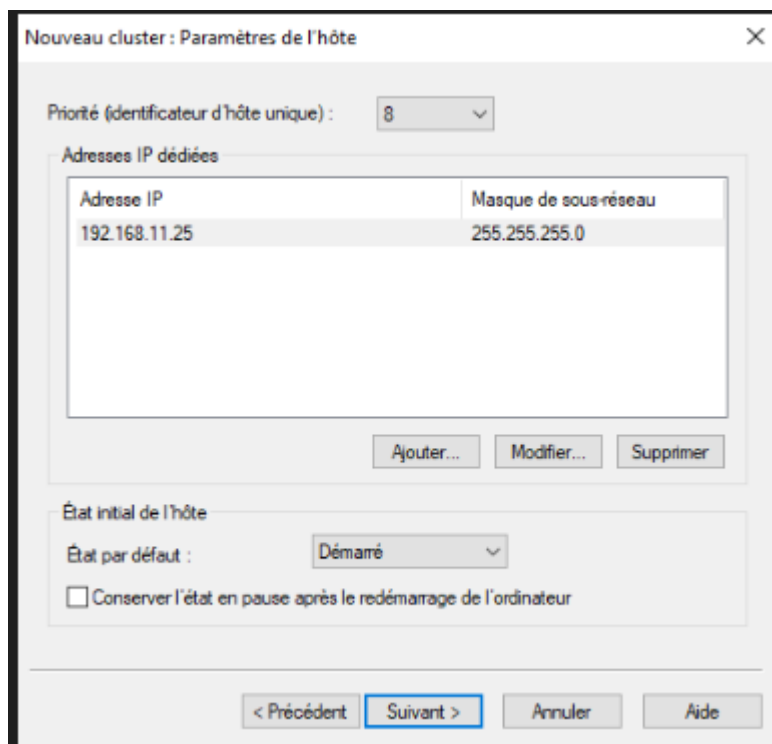 Nouveau cluster : Paramètres de l'hôte
Priorité (identificateur d'hôte unique) : 8
Adresses IP dédiées
Adresse IP Masque de sous-réseau
192.168.11.25 255.255.255.0
Ajouter... Modifier... Supprimer
État initial de l'hôte
État par défaut : Démarré
Conserver l'état en pause après le redémarrage de l'ordinateur
< Précédent Suivant > Annuler Aide